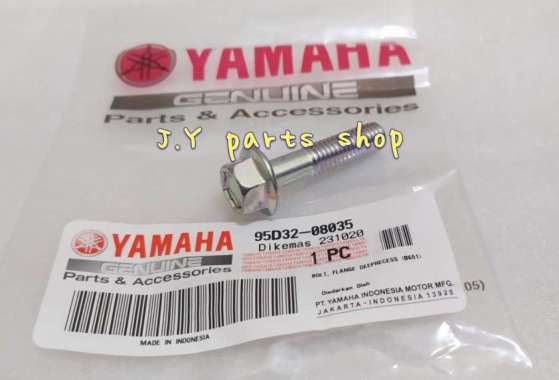 YAMAHA
GENUINE
Parts & Accessories
J.Y parts shop
YAMAHA
GENUINE
Parts & Accessories
MADE IN INDONESIA
95D32-08035
Dikemas 231020
1 PC
BOLT, FLANGE DEEPRECESS (B651)
Diedarkan Oleh
PT. YAMAHA INDONESIA MOTOR MFG.
JAKARTA - INDONESIA 13920
05)